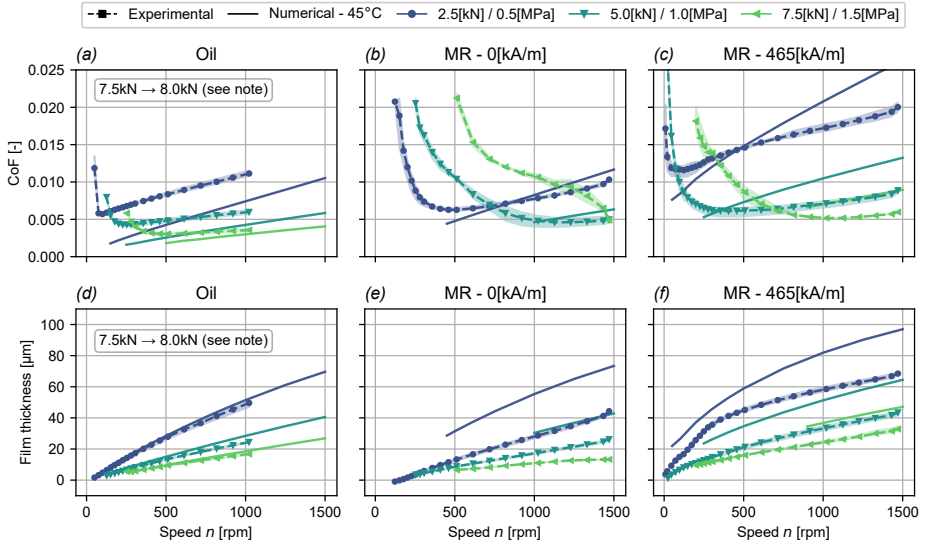 Experimental
Numerical - 45°C
2.5[kN] / 0.5[MPa]
5.0[kN] / 1.0[MPa]
7.5[kN] / 1.5[MPa]
(a)
Oil
(b)
MR - 0[kA/m]
(c)
MR - 465[kA/m]
0.025
0.020
0.015
0.010
0.005
0.000
CoF [-]
7.5kN → 8.0kN (see note)
(d)
Oil
(e)
MR - 0[kA/m]
(f)
MR - 465[kA/m]
100
80
60
40
20
0
Film thickness [µm]
7.5kN → 8.0kN (see note)
0 500 1000 1500
0 500 1000 1500
0 500 1000 1500
Speed n [rpm]
Speed n [rpm]
Speed n [rpm]